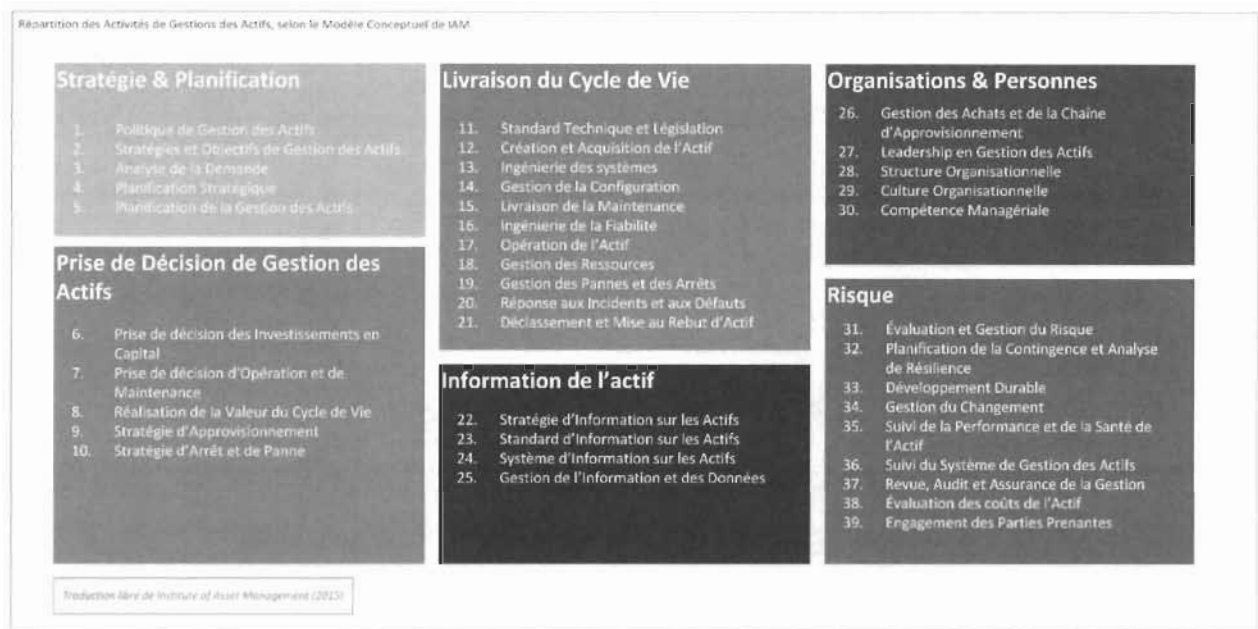 Répartition des Activités de Gestions des Actifs, selon le Modèle Conceptuel de IAM
Stratégie & Planification
1. Politique de Gestion des Actifs
2. Stratégies et Objectifs de Gestion des Actifs
3. Analyse de la Demande
4. Planification Stratégique
5. Planification de la Gestion des Actifs
Prise de Décision de Gestion des
Actifs
6. Prise de décision des Investissements en
Capital
7. Prise de décision d'Opération et de
Maintenance
8. Réalisation de la Valeur du Cycle de Vie
9. Stratégie d'Approvisionnement
10. Stratégie d'Arrêt et de Panne
Livraison du Cycle de Vie
11. Standard Technique et Législation
12. Création et Acquisition de l'Actif
13. Ingénierie des systèmes
14. Gestion de la Configuration
15. Livraison de la Maintenance
16. Ingénierie de la Fiabilité
17. Opération de l'Actif
18. Gestion des Ressources
19. Gestion des Pannes et des Arrêts
20. Réponse aux Incidents et aux Défauts
21. Déclassement et Mise au Rebut d'Actif
Information de l'actif
22. Stratégie d'Information sur les Actifs
23. Standard d'Information sur les Actifs
24. Système d'Information sur les Actifs
25. Gestion de l'Information et des Données
Organisations & Personnes
26. Gestion des Achats et de la Chaîne
d'Approvisionnement
27. Leadership en Gestion des Actifs
28. Structure Organisationnelle
29. Culture Organisationnelle
30. Compétence Managériale
Risque
31. Évaluation et Gestion du Risque
32. Planification de la Contingence et Analyse
de Résilience
33. Développement Durable
34. Gestion du Changement
35. Suivi de la Performance et de la Santé de
l'Actif
36. Suivi du Système de Gestion des Actifs
37. Revue, Audit et Assurance de la Gestion
38. Évaluation des coûts de l'Actif
39. Engagement des Parties Prenantes
Traduction libre de Institute of Asset Management (2015)